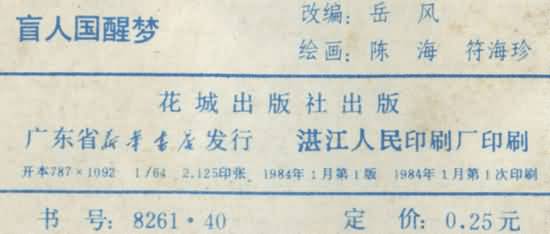 盲人国醒梦
改编：岳 风
绘画：陈 海 符海珍
花城出版社出版
广东省新华书店发行 湛江人民印刷厂印刷
开本787×1092 1/64 2.125印张 1984年1月第1版 1984年1月第1次印刷
书 号：8261·40 定 价：0.25元